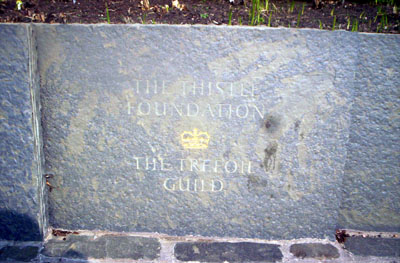 THE THISTLE
FOUNDATION
THE TREFOIL
GUILD